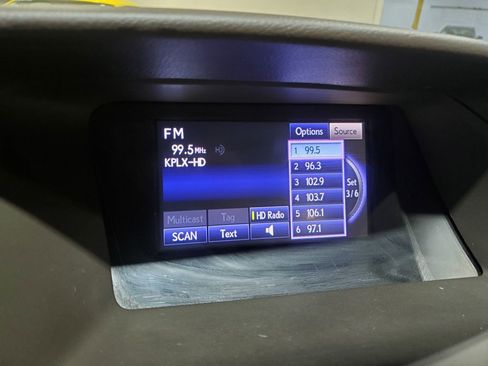 FM
Options Source
99.5 MHz HD
KPLX-HD
1 99.5
2 96.3
3 102.9
4 103.7
5 106.1
6 97.1
Set
3/6
Multicast Tag HD Radio
SCAN Text